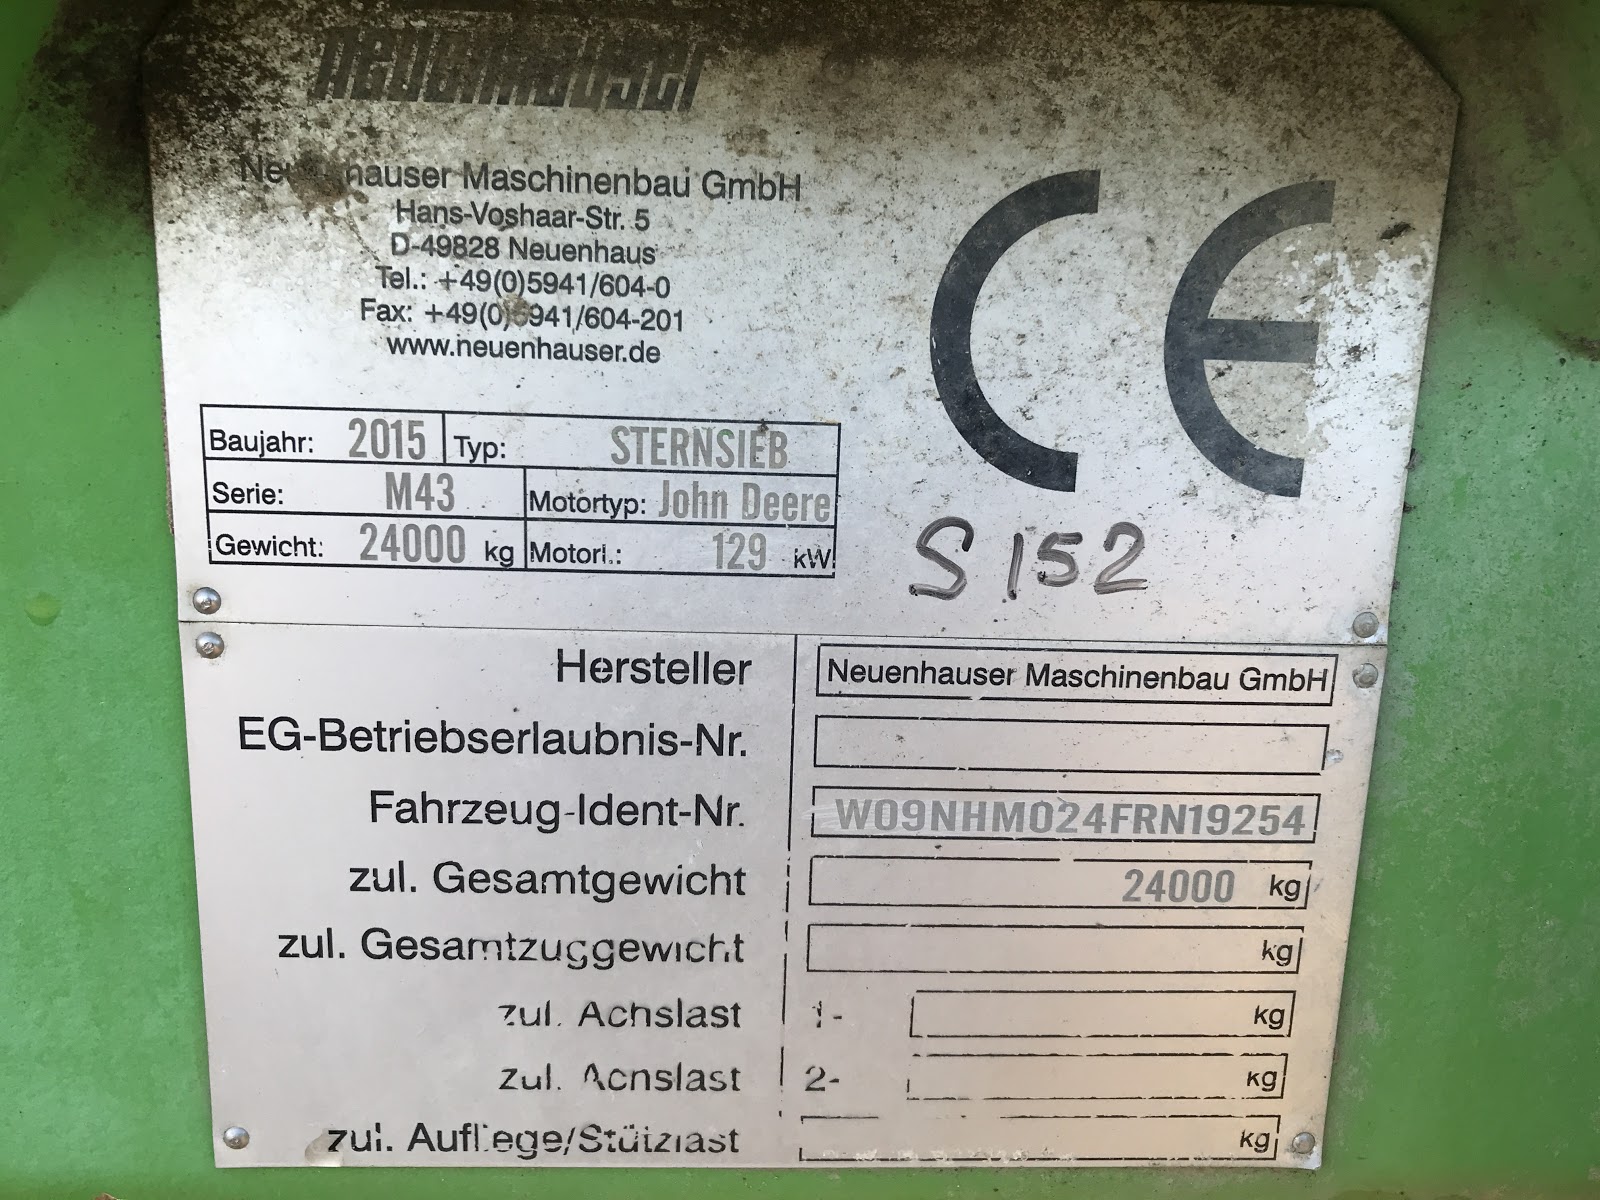 neuenhauser
Neuenhauser Maschinenbau GmbH
Hans-Voshaar-Str. 5
D-49828 Neuenhaus
Tel.: +49(0)5941/604-0
Fax: +49(0)5941/604-201
www.neuenhauser.de
CE
Baujahr: 2015 Typ: STERNSIEB
Serie: M43 Motortyp: John Deere
Gewicht: 24000 kg Motorl.: 129 kW
S 152
Hersteller Neuenhauser Maschinenbau GmbH
EG-Betriebserlaubnis-Nr.
Fahrzeug-Ident-Nr. W09NHM024FRN19254
zul. Gesamtgewicht 24000 kg
zul. Gesamtzuggewicht kg
zul. Achslast 1- kg
zul. Achslast 2- kg
zul. Auflege/Stützlast kg